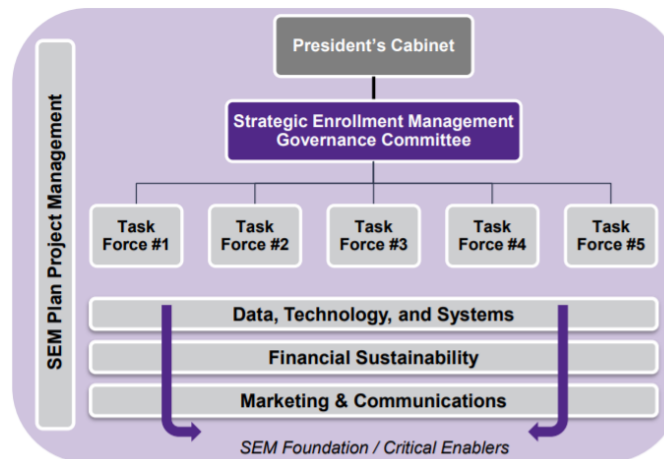 SEM Plan Project Management
President's Cabinet
Strategic Enrollment Management
Governance Committee
Task
Force #1
Task
Force #2
Task
Force #3
Task
Force #4
Task
Force #5
Data, Technology, and Systems
Financial Sustainability
Marketing & Communications
SEM Foundation / Critical Enablers